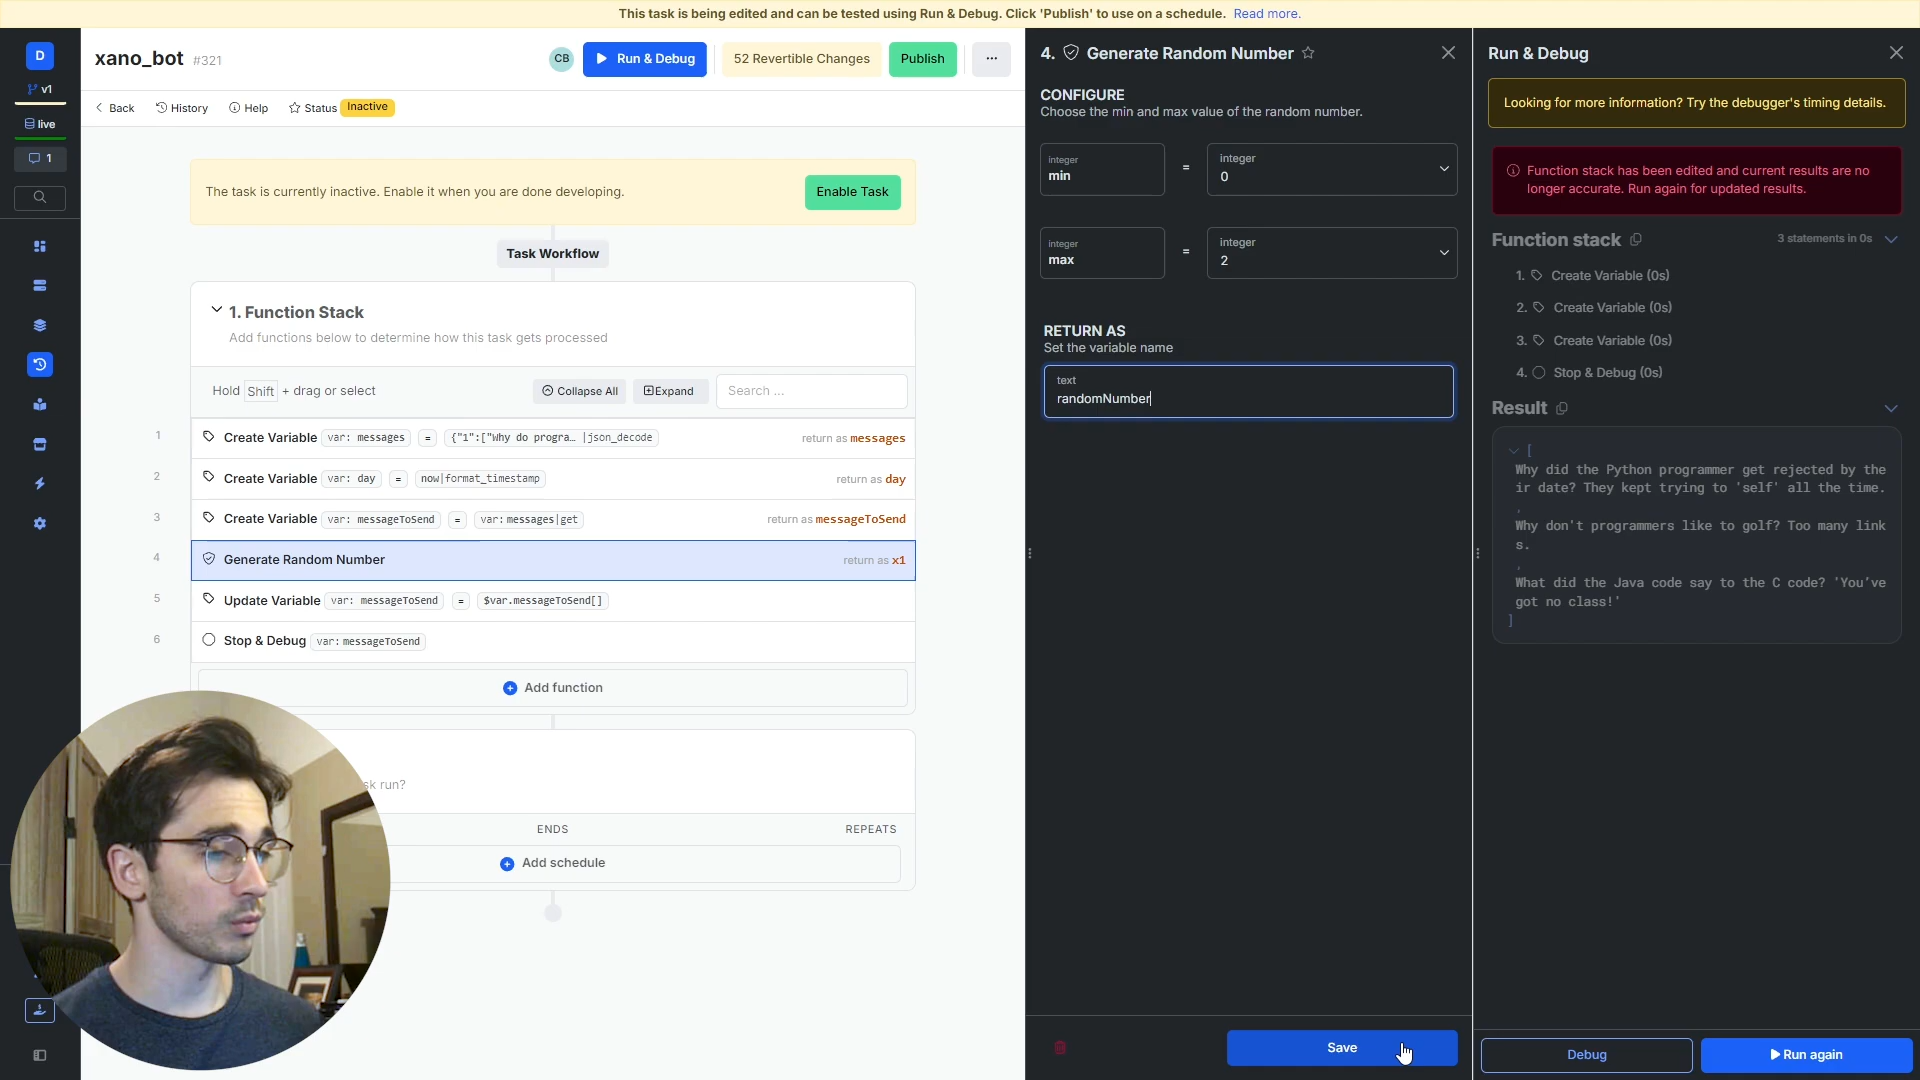 This task is being edited and can be tested using Run & Debug. Click 'Publish' to use on a schedule. Read more.
D
v1
live
1
xano_bot #321
CB
Run & Debug
52 Revertible Changes
Publish
...
Back
History
Help
Status Inactive
The task is currently inactive. Enable it when you are done developing.
Enable Task
Task Workflow
1. Function Stack
Add functions below to determine how this task gets processed
Hold Shift + drag or select
Collapse All
Expand
Search ...
1 Create Variable var: messages = {"1":["Why do progra… |json_decode return as messages
2 Create Variable var: day = now|format_timestamp return as day
3 Create Variable var: messageToSend = var: messages|get return as messageToSend
4 Generate Random Number return as x1
5 Update Variable var: messageToSend = $var.messageToSend[]
6 Stop & Debug var: messageToSend
Add function
sk run?
ENDS REPEATS
Add schedule
4. Generate Random Number
CONFIGURE
Choose the min and max value of the random number.
integer
min
=
integer
0
integer
max
=
integer
2
RETURN AS
Set the variable name
text
randomNumber
Save
Run & Debug
Looking for more information? Try the debugger's timing details.
Function stack has been edited and current results are no
longer accurate. Run again for updated results.
Function stack 3 statements in 0s
1. Create Variable (0s)
2. Create Variable (0s)
3. Create Variable (0s)
4. Stop & Debug (0s)
Result
[
Why did the Python programmer get rejected by the
ir date? They kept trying to 'self' all the time.
,
Why don't programmers like to golf? Too many link
s.
,
What did the Java code say to the C code? 'You've
got no class!'
]
Debug
Run again